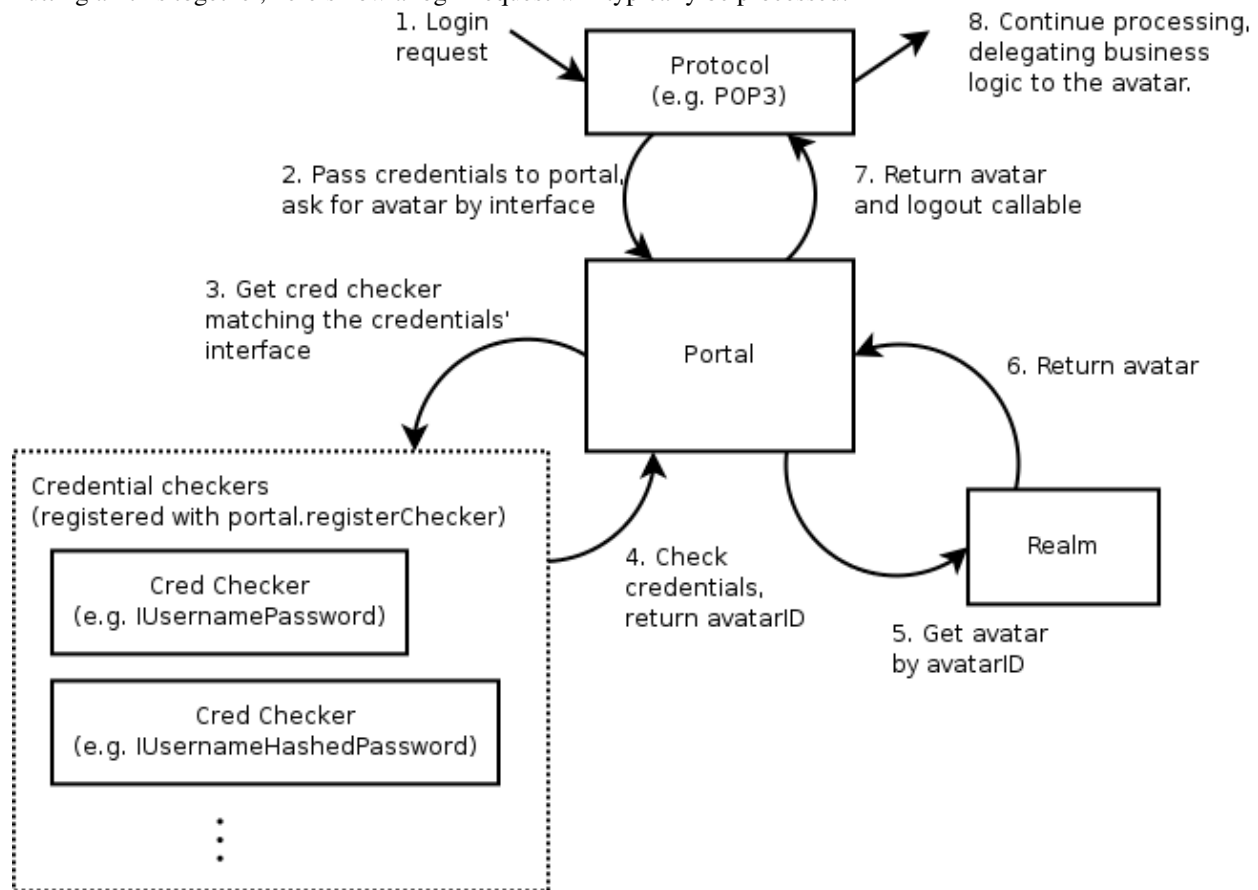 1. Login
request
Protocol
(e.g. POP3)
8. Continue processing,
delegating business
logic to the avatar.
2. Pass credentials to portal,
ask for avatar by interface
7. Return avatar
and logout callable
3. Get cred checker
matching the credentials'
interface
Portal
6. Return avatar
Credential checkers
(registered with portal.registerChecker)
Cred Checker
(e.g. IUsernamePassword)
4. Check
credentials,
return avatarID
Realm
5. Get avatar
by avatarID
Cred Checker
(e.g. IUsernameHashedPassword)